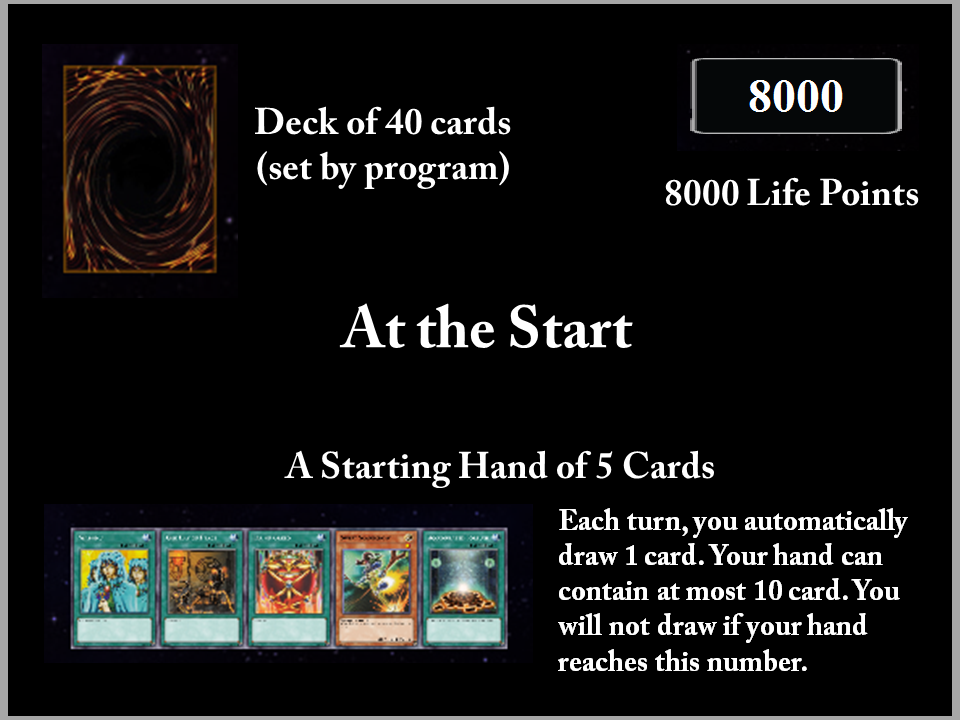 Deck of 40 cards
(set by program)
8000
8000 Life Points
At the Start
A Starting Hand of 5 Cards
Each turn, you automatically
draw 1 card. Your hand can
contain at most 10 card. You
will not draw if your hand
reaches this number.